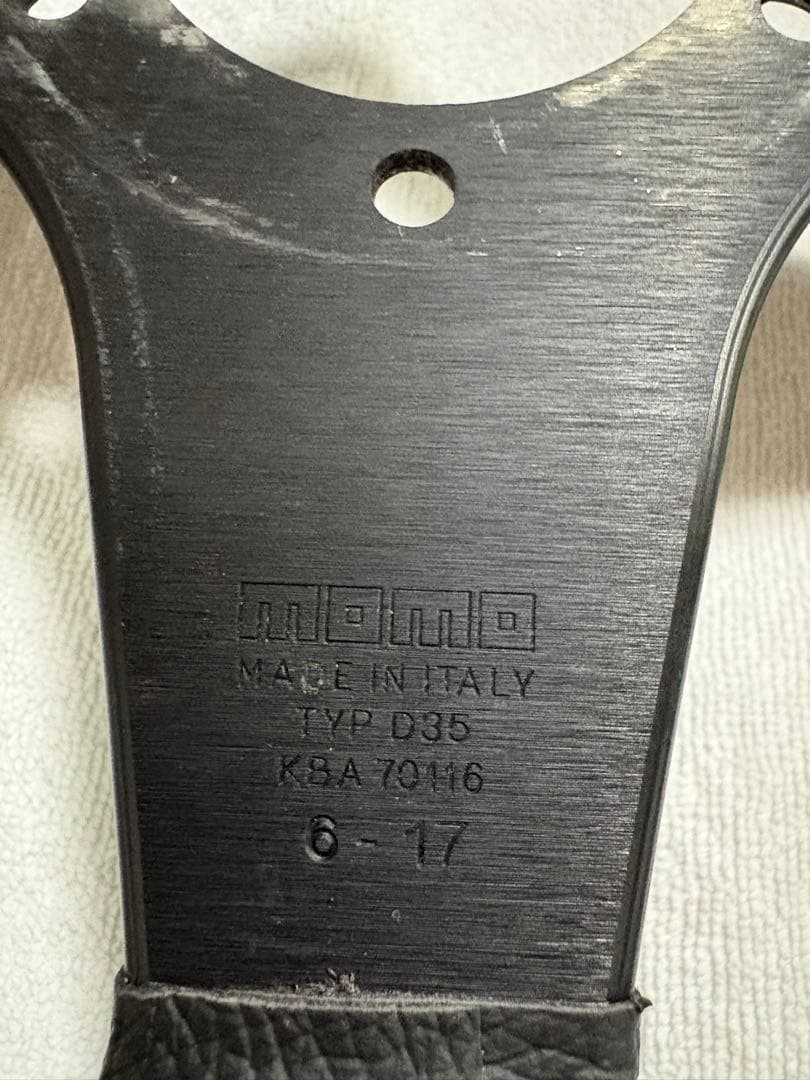 momo
MADE IN ITALY
TYP D35
KBA 70116
6 - 17